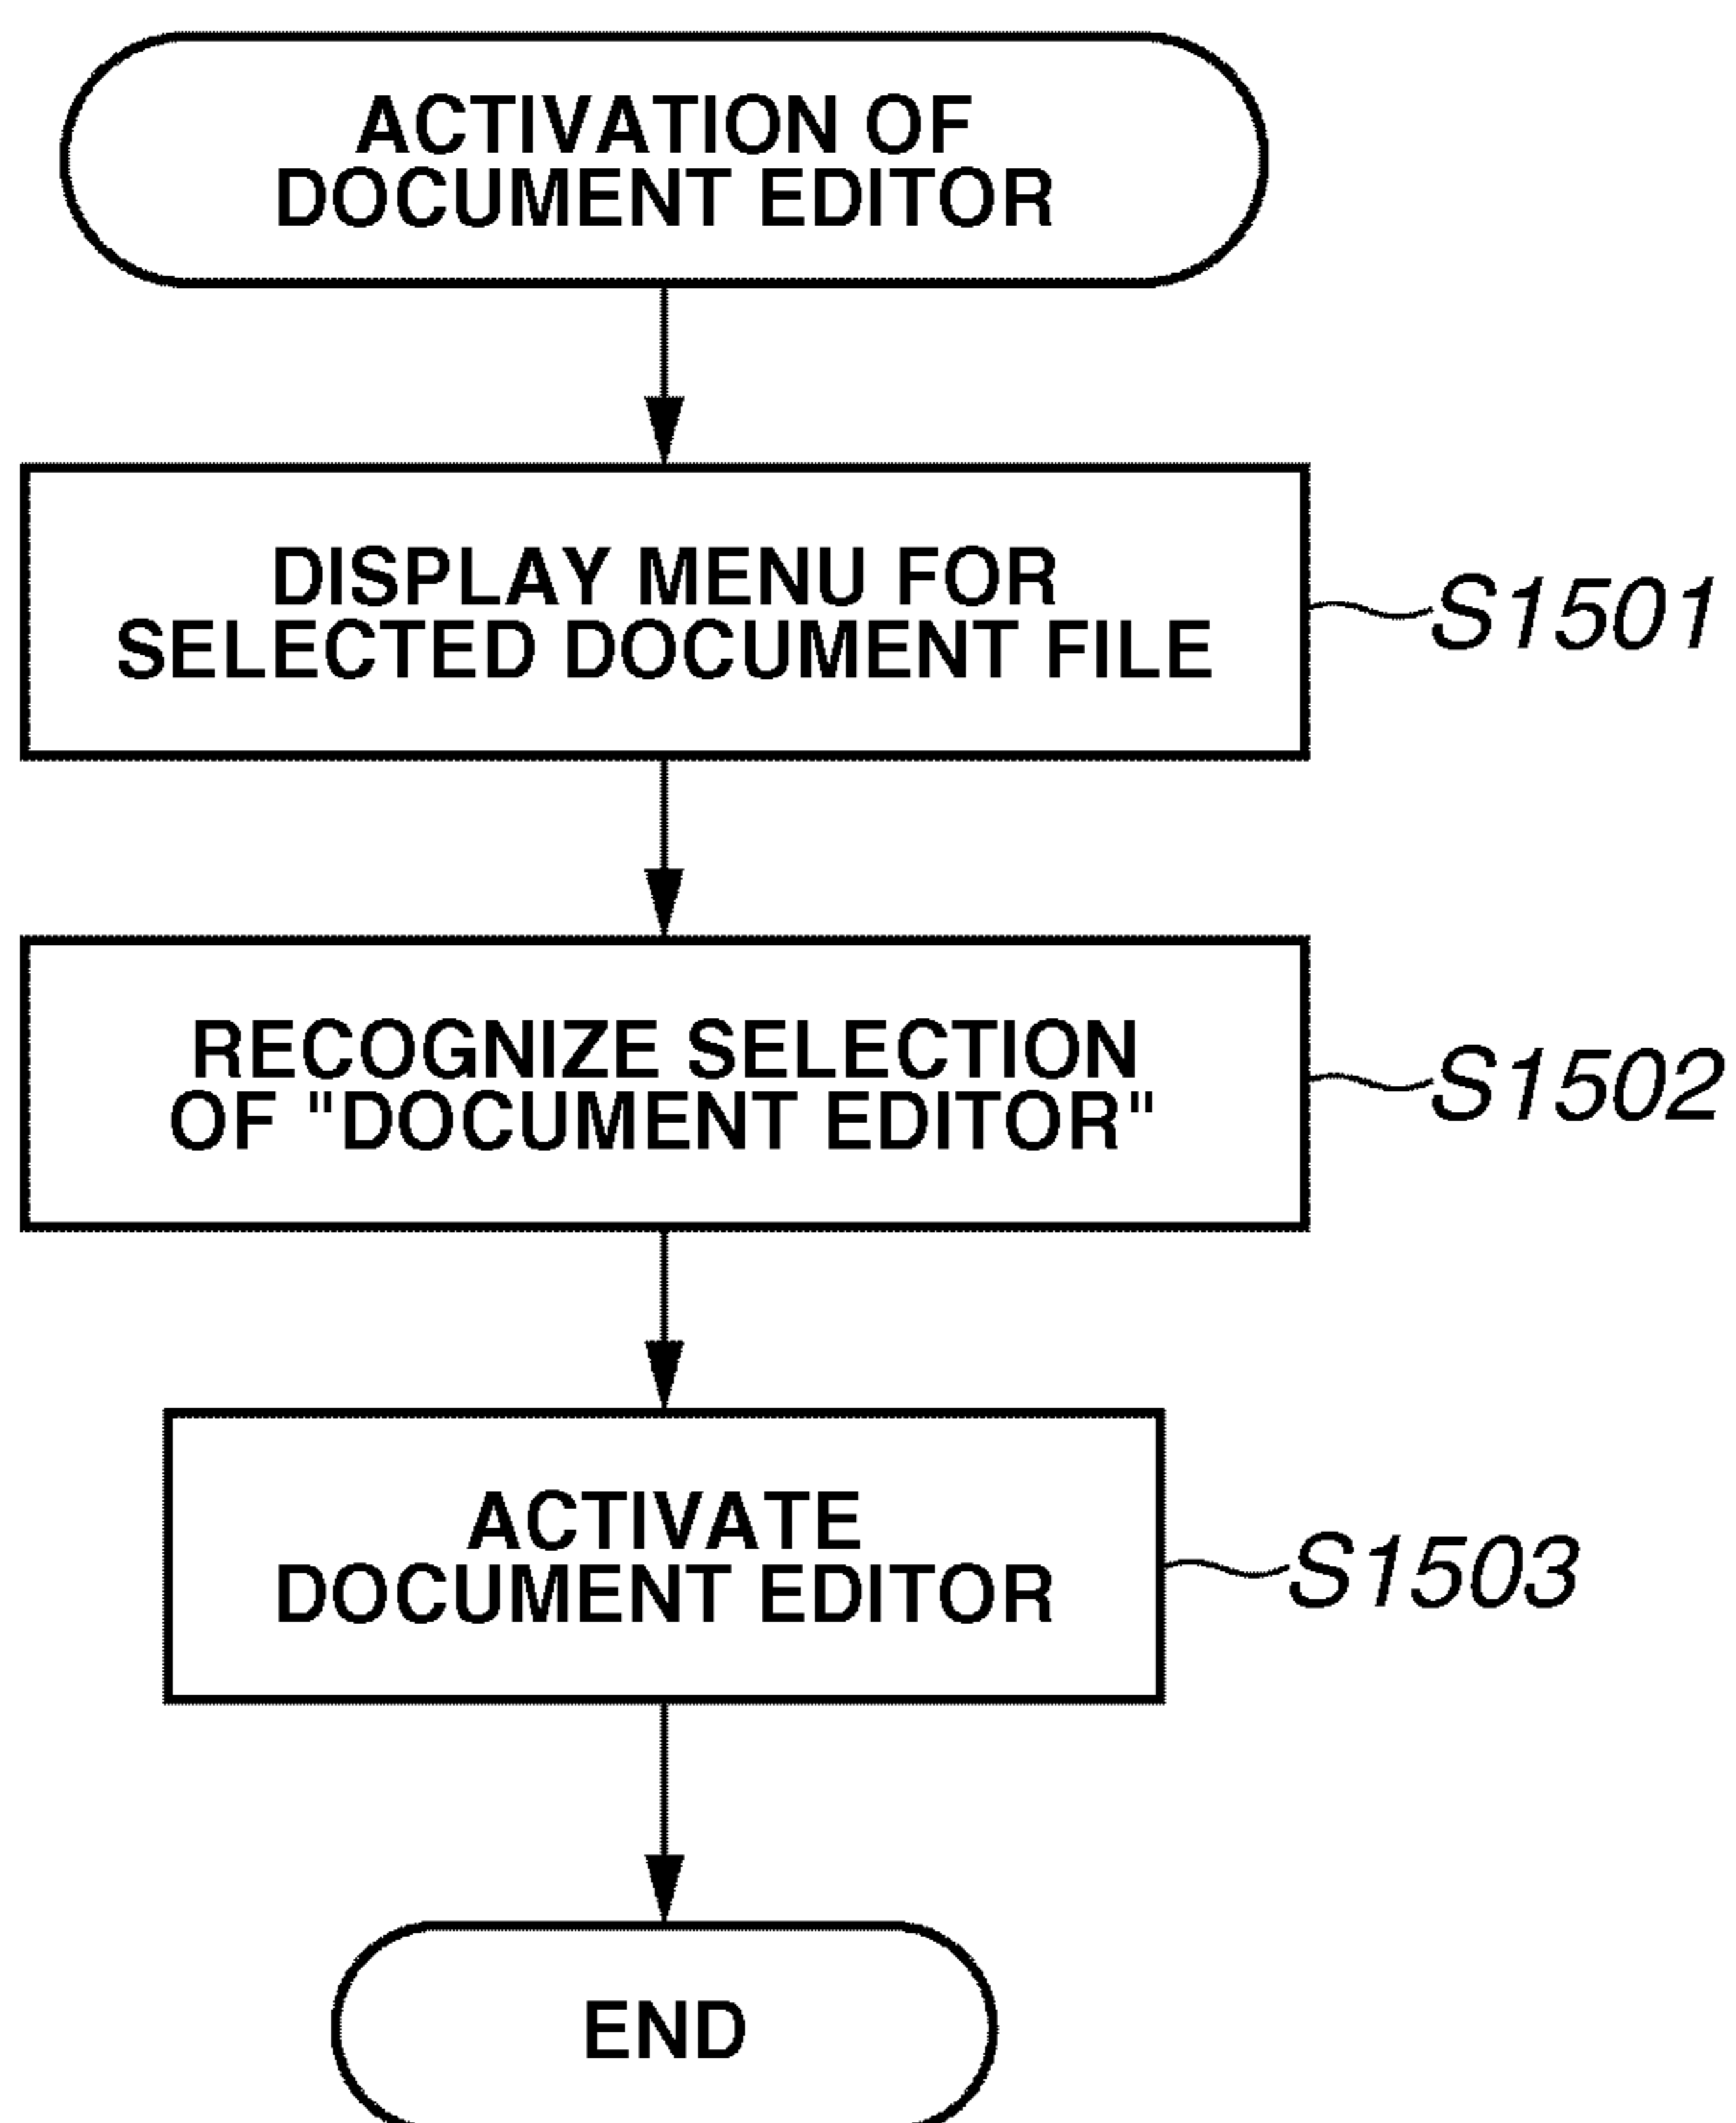 ACTIVATION OF
DOCUMENT EDITOR
DISPLAY MENU FOR
SELECTED DOCUMENT FILE
S1501
RECOGNIZE SELECTION
OF "DOCUMENT EDITOR"
S1502
ACTIVATE
DOCUMENT EDITOR
S1503
END